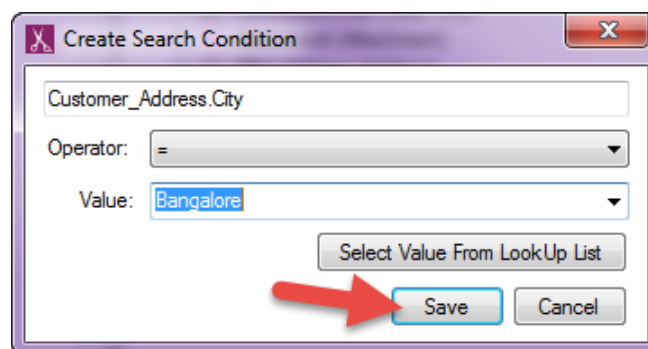 Create Search Condition
Customer_Address.City
Operator: =
Value: Bangalore
Select Value From LookUp List
Save Cancel